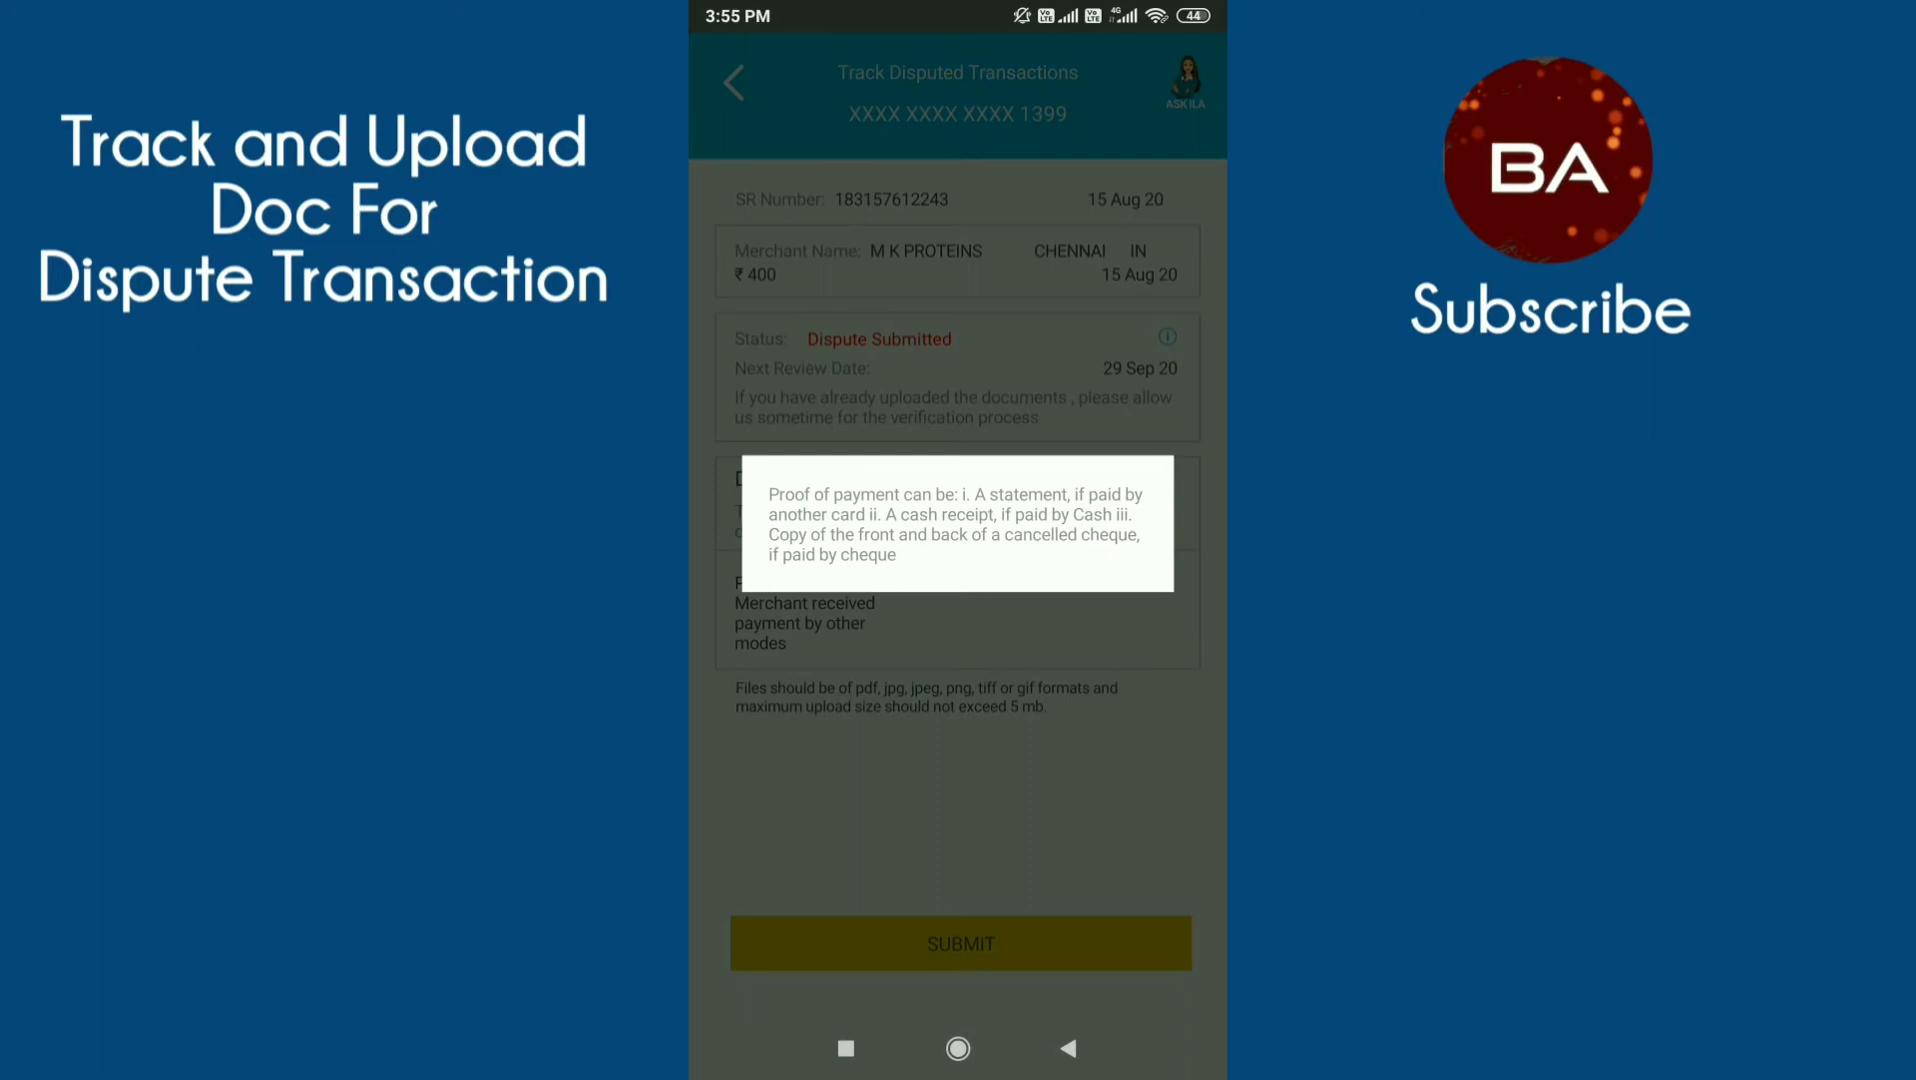 3:55 PM
Vo LTE
Vo LTE
4G
44
Track Disputed Transactions
XXXX XXXX XXXX 1399
ASK ILA
Track and Upload
Doc For
Dispute Transaction
BA
Subscribe
SR Number: 183157612243 15 Aug 20
Merchant Name: M K PROTEINS CHENNAI IN
₹ 400 15 Aug 20
Status: Dispute Submitted
Next Review Date: 29 Sep 20
If you have already uploaded the documents , please allow
us sometime for the verification process
Proof of payment can be: i. A statement, if paid by
another card ii. A cash receipt, if paid by Cash iii.
Copy of the front and back of a cancelled cheque,
if paid by cheque
Merchant received
payment by other
modes
Files should be of pdf, jpg, jpeg, png, tiff or gif formats and
maximum upload size should not exceed 5 mb.
SUBMIT